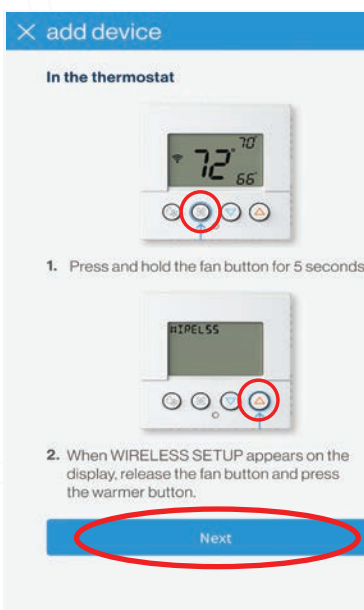 × add device
In the thermostat
70°
72°
66°
1. Press and hold the fan button for 5 seconds
WIRELSS
2. When WIRELESS SETUP appears on the
display, release the fan button and press
the warmer button.
Next